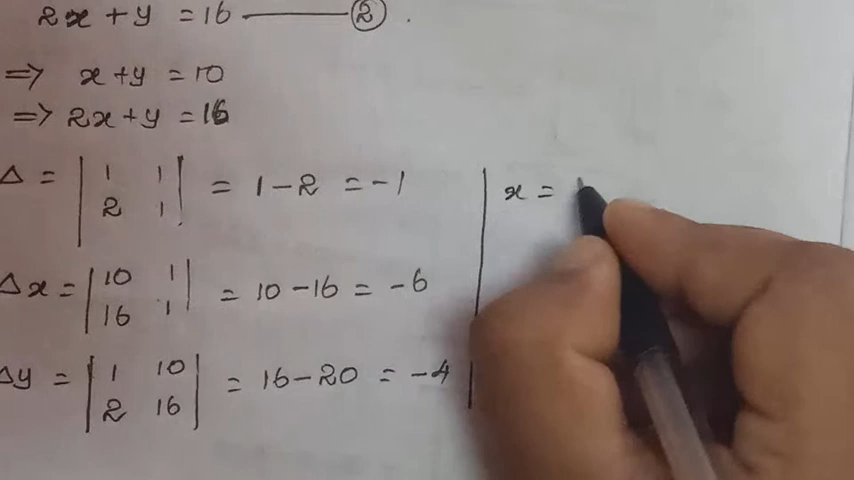 2x + y = 16 ——— ②.
=> x + y = 10
=> 2x + y = 16
Δ = | 1 1 | = 1 - 2 = -1
| 2 1 |
Δx = | 10 1 | = 10 - 16 = -6
| 16 1 |
Δy = | 1 10 | = 16 - 20 = -4
| 2 16 |
x =